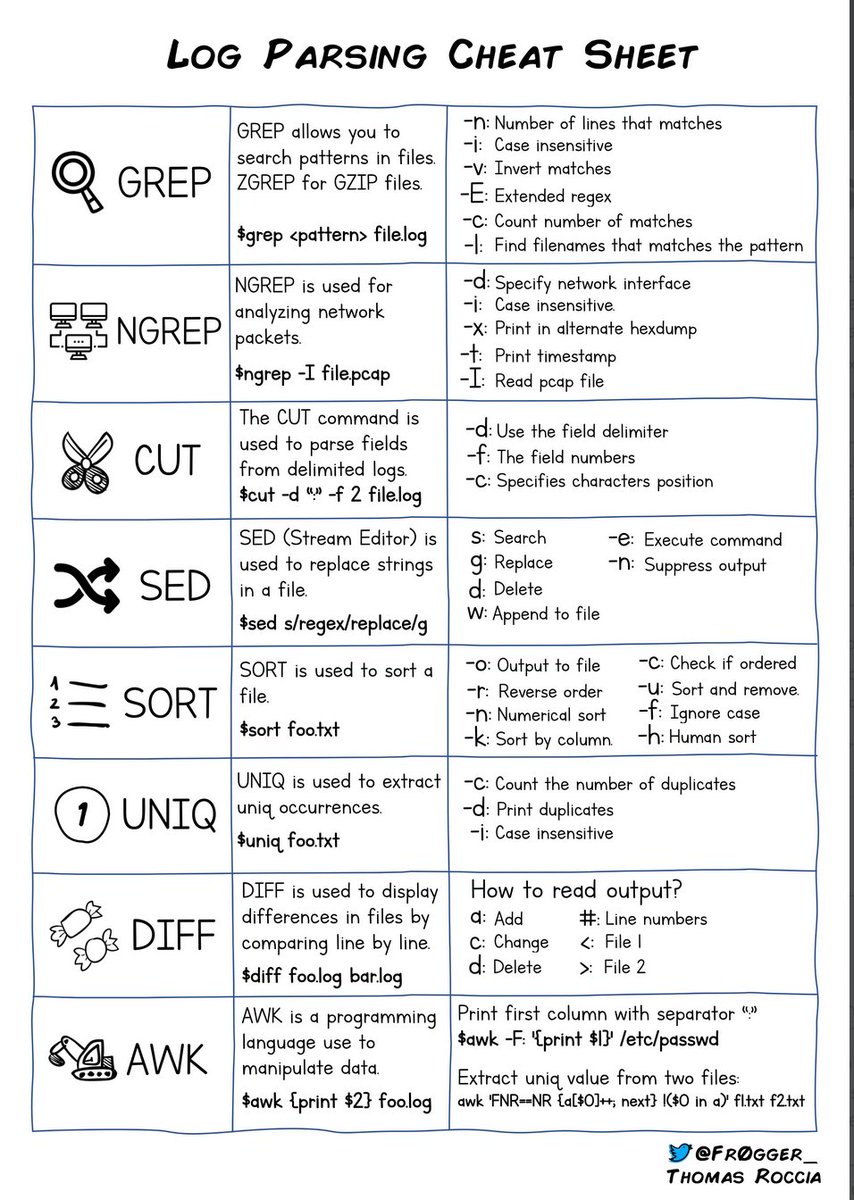 LOG PARSING CHEAT SHEET
GREP
GREP allows you to
search patterns in files.
ZGREP for GZIP files.
$grep <pattern> file.log
-n: Number of lines that matches
-i: Case insensitive
-v: Invert matches
-E: Extended regex
-c: Count number of matches
-l: Find filenames that matches the pattern
NGREP
NGREP is used for
analyzing network
packets.
$ngrep -I file.pcap
-d: Specify network interface
-i: Case insensitive.
-x: Print in alternate hexdump
-t: Print timestamp
-I: Read pcap file
CUT
The CUT command is
used to parse fields
from delimited logs.
$cut -d ":" -f 2 file.log
-d: Use the field delimiter
-f: The field numbers
-c: Specifies characters position
SED
SED (Stream Editor) is
used to replace strings
in a file.
$sed s/regex/replace/g
s: Search
g: Replace
d: Delete
w: Append to file
-e: Execute command
-n: Suppress output
SORT
1
2
3
SORT is used to sort a
file.
$sort foo.txt
-o: Output to file
-r: Reverse order
-n: Numerical sort
-k: Sort by column.
-c: Check if ordered
-u: Sort and remove.
-f: Ignore case
-h: Human sort
1
UNIQ
UNIQ is used to extract
uniq occurrences.
$uniq foo.txt
-c: Count the number of duplicates
-d: Print duplicates
-i: Case insensitive
DIFF
DIFF is used to display
differences in files by
comparing line by line.
$diff foo.log bar.log
How to read output?
a: Add
c: Change
d: Delete
#: Line numbers
<: File 1
>: File 2
AWK
AWK is a programming
language use to
manipulate data.
$awk {print $2} foo.log
Print first column with separator ":"
$awk -F: '{print $1}' /etc/passwd
Extract uniq value from two files:
awk 'FNR==NR {a[$0]++; next} !($0 in a)' f1.txt f2.txt
@FR0GGER_
THOMAS ROCCIA